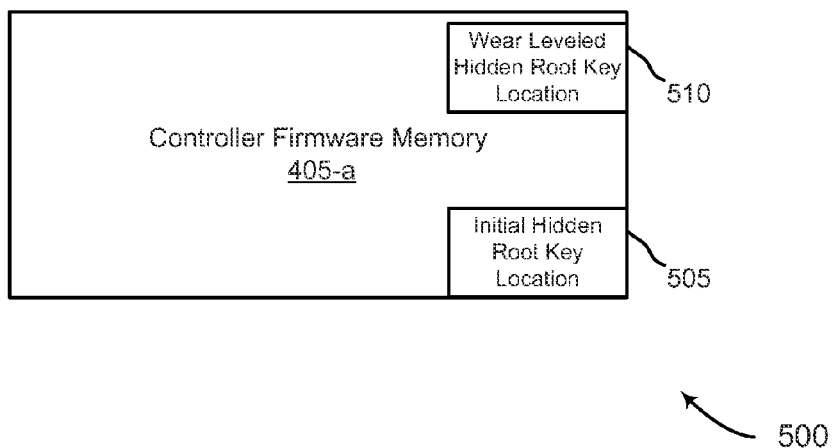 Wear Leveled
Hidden Root Key
Location
510
Controller Firmware Memory
405-a
Initial Hidden
Root Key
Location
505
500